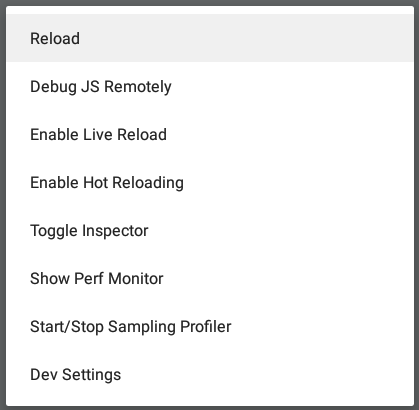 Reload
Debug JS Remotely
Enable Live Reload
Enable Hot Reloading
Toggle Inspector
Show Perf Monitor
Start/Stop Sampling Profiler
Dev Settings